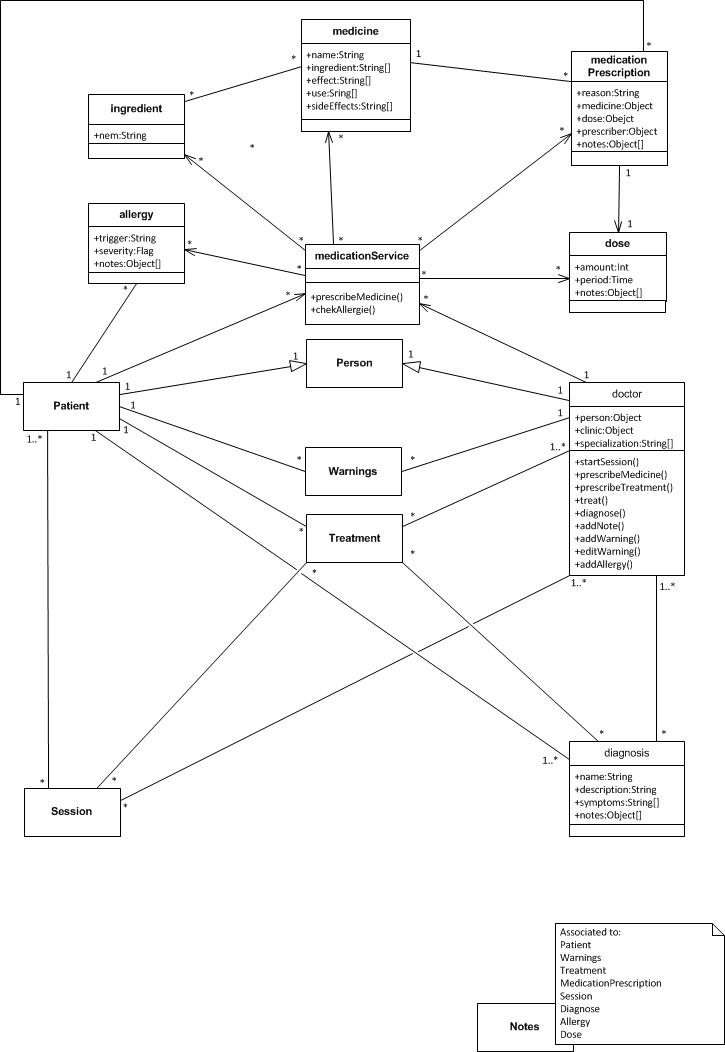 medicine
+name:String
+ingredient:String[]
+effect:String[]
+use:Sring[]
+sideEffects:String[]
*
1
*
*
medication
Prescription
+reason:String
+medicine:Object
+dose:Obejct
+prescriber:Object
+notes:Object[]
ingredient
+nem:String
*
*
*
*
*
allergy
+trigger:String
+severity:Flag
+notes:Object[]
*
*
1
1
dose
+amount:Int
+period:Time
+notes:Object[]
*
*
*
*
*
*
medicationService
+prescribeMedicine()
+chekAllergie()
*
*
*
1
1
1
Person
1
1
1
1
1
Patient
1
doctor
+person:Object
+clinic:Object
+specialization:String[]
+startSession()
+prescribeMedicine()
+prescribeTreatment()
+treat()
+diagnose()
+addNote()
+addWarning()
+editWarning()
+addAllergy()
1
1
1
1..*
1..*
Warnings
*
*
Treatment
*
*
*
*
1..*
1..*
1..*
*
*
diagnosis
+name:String
+description:String
+symptoms:String[]
+notes:Object[]
*
*
*
Session
Associated to:
Patient
Warnings
Treatment
MedicationPrescription
Session
Diagnose
Allergy
Dose
Notes